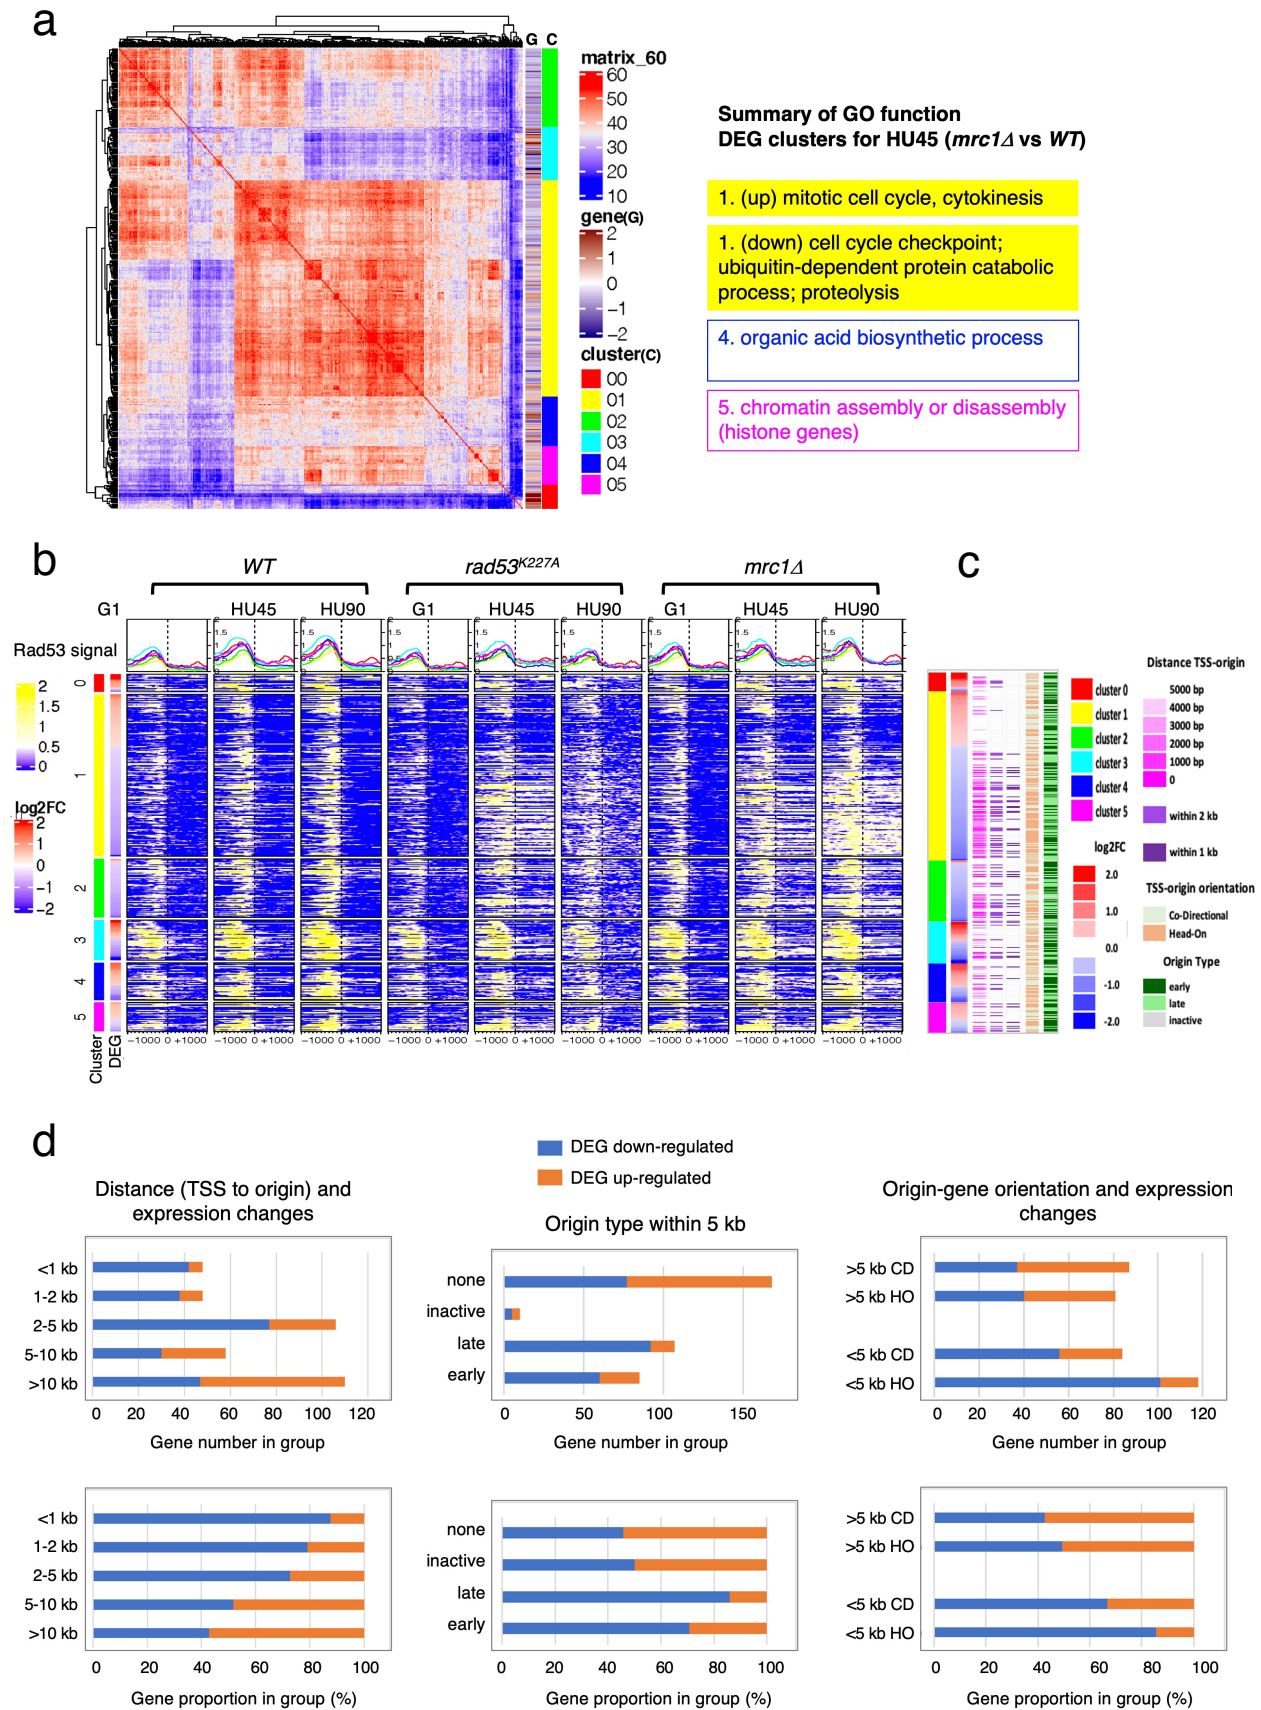 a
G C
matrix_60
60
50
40
30
20
10
gene(G)
2
1
0
−1
−2
cluster(C)
00
01
02
03
04
05
Summary of GO function
DEG clusters for HU45 (mrc1Δ vs WT)
1. (up) mitotic cell cycle, cytokinesis
1. (down) cell cycle checkpoint;
ubiquitin-dependent protein catabolic
process; proteolysis
4. organic acid biosynthetic process
5. chromatin assembly or disassembly
(histone genes)
b
WT rad53K227A mrc1Δ
G1 HU45 HU90 G1 HU45 HU90 G1 HU45 HU90
Rad53 signal
2
1.5
1
0.5
0
log2FC
2
1
0
−1
−2
0
1
2
3
4
5
Cluster
DEG
−1000 0 +1000 −1000 0 +1000 −1000 0 +1000 −1000 0 +1000 −1000 0 +1000 −1000 0 +1000 −1000 0 +1000 −1000 0 +1000 −1000 0 +1000
c
cluster 0
cluster 1
cluster 2
cluster 3
cluster 4
cluster 5
log2FC
2.0
1.0
0.0
-1.0
-2.0
Distance TSS-origin
5000 bp
4000 bp
3000 bp
2000 bp
1000 bp
0
within 2 kb
within 1 kb
TSS-origin orientation
Co-Directional
Head-On
Origin Type
early
late
inactive
d
DEG down-regulated
DEG up-regulated
Distance (TSS to origin) and
expression changes
<1 kb
1-2 kb
2-5 kb
5-10 kb
>10 kb
0 20 40 60 80 100 120
Gene number in group
Origin type within 5 kb
none
inactive
late
early
0 50 100 150
Gene number in group
Origin-gene orientation and expression
changes
>5 kb CD
>5 kb HO
<5 kb CD
<5 kb HO
0 20 40 60 80 100 120
Gene number in group
<1 kb
1-2 kb
2-5 kb
5-10 kb
>10 kb
0 20 40 60 80 100
Gene proportion in group (%)
none
inactive
late
early
0 20 40 60 80 100
Gene proportion in group (%)
>5 kb CD
>5 kb HO
<5 kb CD
<5 kb HO
0 20 40 60 80 100
Gene proportion in group (%)